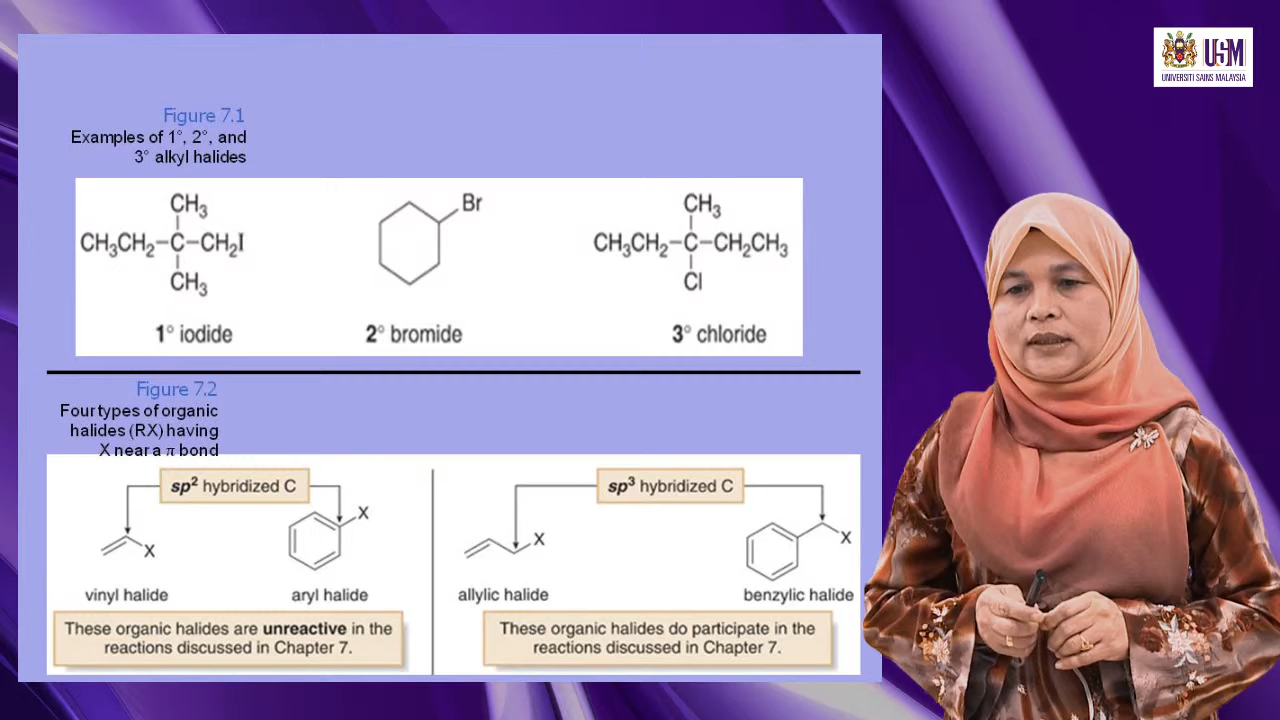 USM
UNIVERSITI SAINS MALAYSIA
Figure 7.1
Examples of 1°, 2°, and
3° alkyl halides
CH₃
CH₃CH₂–C–CH₂I
CH₃
1° iodide
Br
2° bromide
CH₃
CH₃CH₂–C–CH₂CH₃
Cl
3° chloride
Figure 7.2
Four types of organic
halides (RX) having
X near a π bond
sp² hybridized C
X
vinyl halide
X
aryl halide
These organic halides are unreactive in the
reactions discussed in Chapter 7.
sp³ hybridized C
X
allylic halide
X
benzylic halide
These organic halides do participate in the
reactions discussed in Chapter 7.